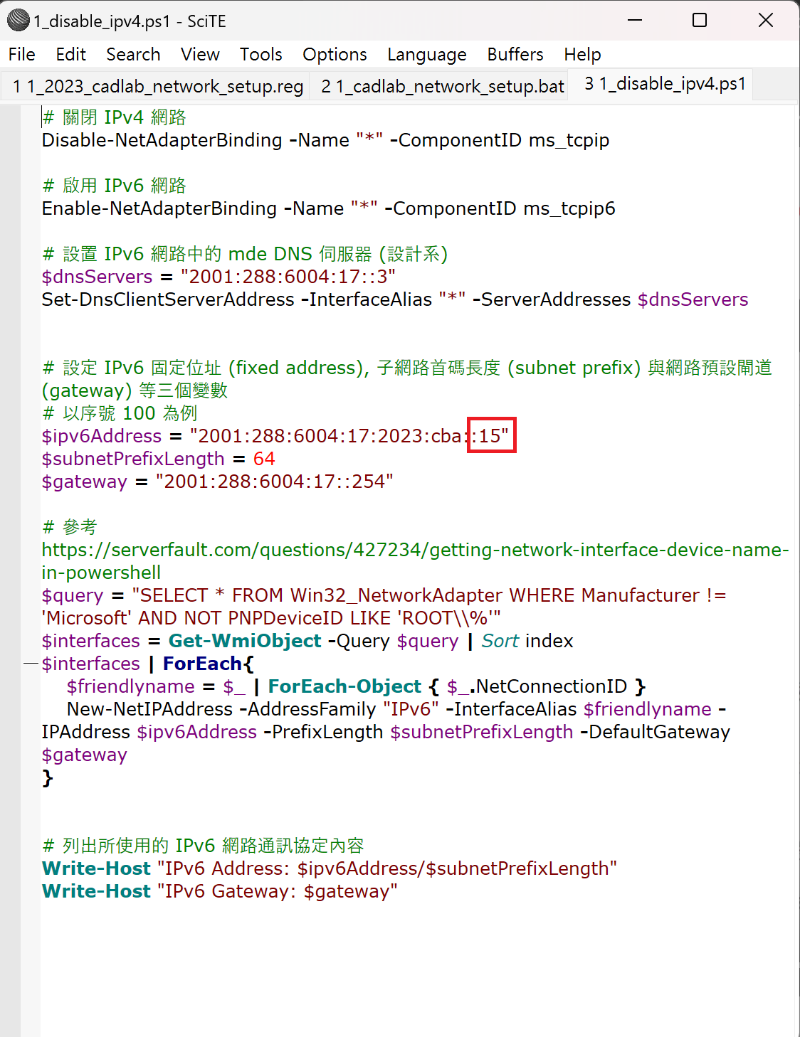 1_disable_ipv4.ps1 - SciTE
File Edit Search View Tools Options Language Buffers Help
1 1_2023_cadlab_network_setup.reg 2 1_cadlab_network_setup.bat 3 1_disable_ipv4.ps1
# 關閉 IPv4 網路
Disable-NetAdapterBinding -Name "*" -ComponentID ms_tcpip
# 啟用 IPv6 網路
Enable-NetAdapterBinding -Name "*" -ComponentID ms_tcpip6
# 設置 IPv6 網路中的 mde DNS 伺服器 (設計系)
$dnsServers = "2001:288:6004:17::3"
Set-DnsClientServerAddress -InterfaceAlias "*" -ServerAddresses $dnsServers
# 設定 IPv6 固定位址 (fixed address), 子網路首碼長度 (subnet prefix) 與網路預設閘道
(gateway) 等三個變數
# 以序號 100 為例
$ipv6Address = "2001:288:6004:17:2023:cba::15"
$subnetPrefixLength = 64
$gateway = "2001:288:6004:17::254"
# 參考
https://serverfault.com/questions/427234/getting-network-interface-device-name-
in-powershell
$query = "SELECT * FROM Win32_NetworkAdapter WHERE Manufacturer !=
'Microsoft' AND NOT PNPDeviceID LIKE 'ROOT\\%'"
$interfaces = Get-WmiObject -Query $query | Sort index
$interfaces | ForEach{
$friendlyname = $_ | ForEach-Object { $_.NetConnectionID }
New-NetIPAddress -AddressFamily "IPv6" -InterfaceAlias $friendlyname -
IPAddress $ipv6Address -PrefixLength $subnetPrefixLength -DefaultGateway
$gateway
}
# 列出所使用的 IPv6 網路通訊協定內容
Write-Host "IPv6 Address: $ipv6Address/$subnetPrefixLength"
Write-Host "IPv6 Gateway: $gateway"